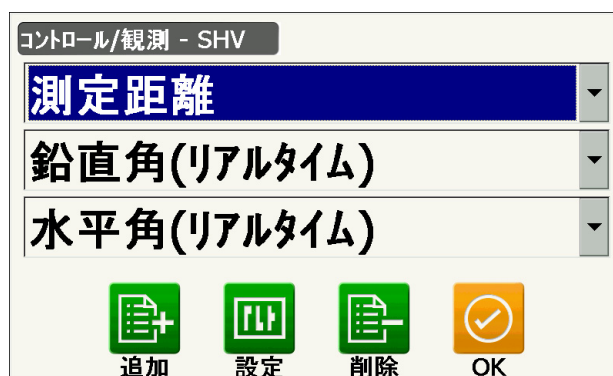 コントロール/観測 - SHV
測定距離
鉛直角(リアルタイム)
水平角(リアルタイム)
追加 設定 削除 OK